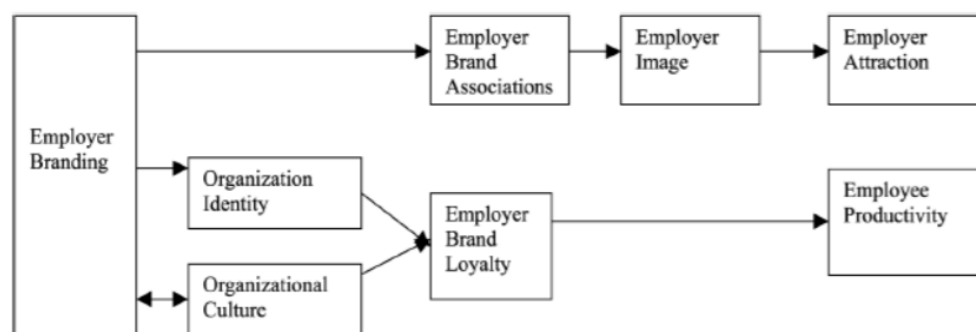 Employer
Branding
Employer
Brand
Associations
Employer
Image
Employer
Attraction
Organization
Identity
Organizational
Culture
Employer
Brand
Loyalty
Employee
Productivity